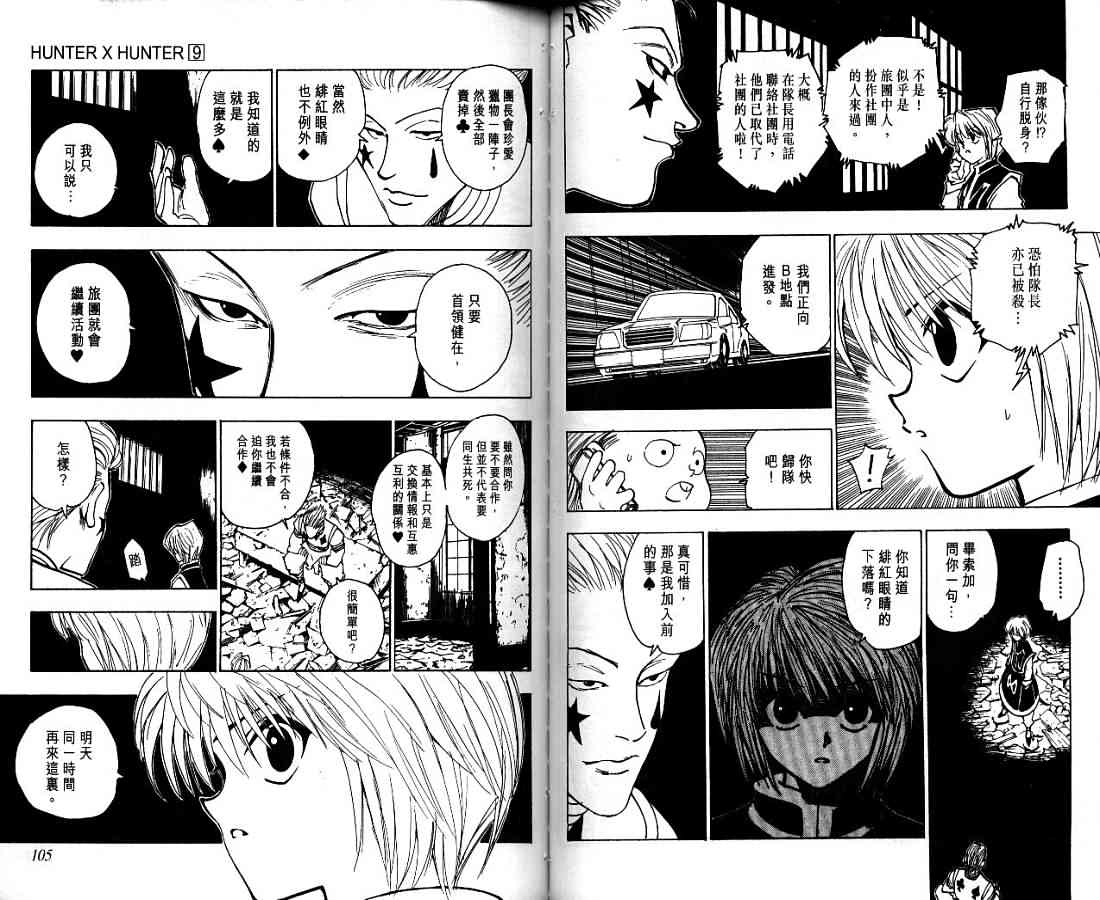 那傢伙!?
自行脫身?
不是!
似乎是
旅團中人,
扮作社團
的人來過。
大概
在隊長用電話
聯絡社團時,
他們已取代了
社團的人啦!
恐怕隊長
亦已被殺…
我們正向
B地點
進發。
!
你快
歸隊
吧!
………
畢索加,
問你一句…
你知道
緋紅眼睛的
下落嗎?
真可惜,
那是我加入前
的事♠
HUNTER X HUNTER 9
團長會珍愛
獵物一陣子,
然後全部
賣掉♣
當然
緋紅眼睛
也不例外♦
我知道的
就是
這麼多♠
我只
可以說…
只要
首領健在,
旅團就會
繼續活動♥
雖然問你
要不要合作,
但並不代表要
同生共死。
基本上只是
交換情報和互惠
互利的關係♥
若條件不合,
我也不會
迫你繼續
合作♦
很簡單吧?
怎樣?
踏
明天
同一時間
再來這裏。
105